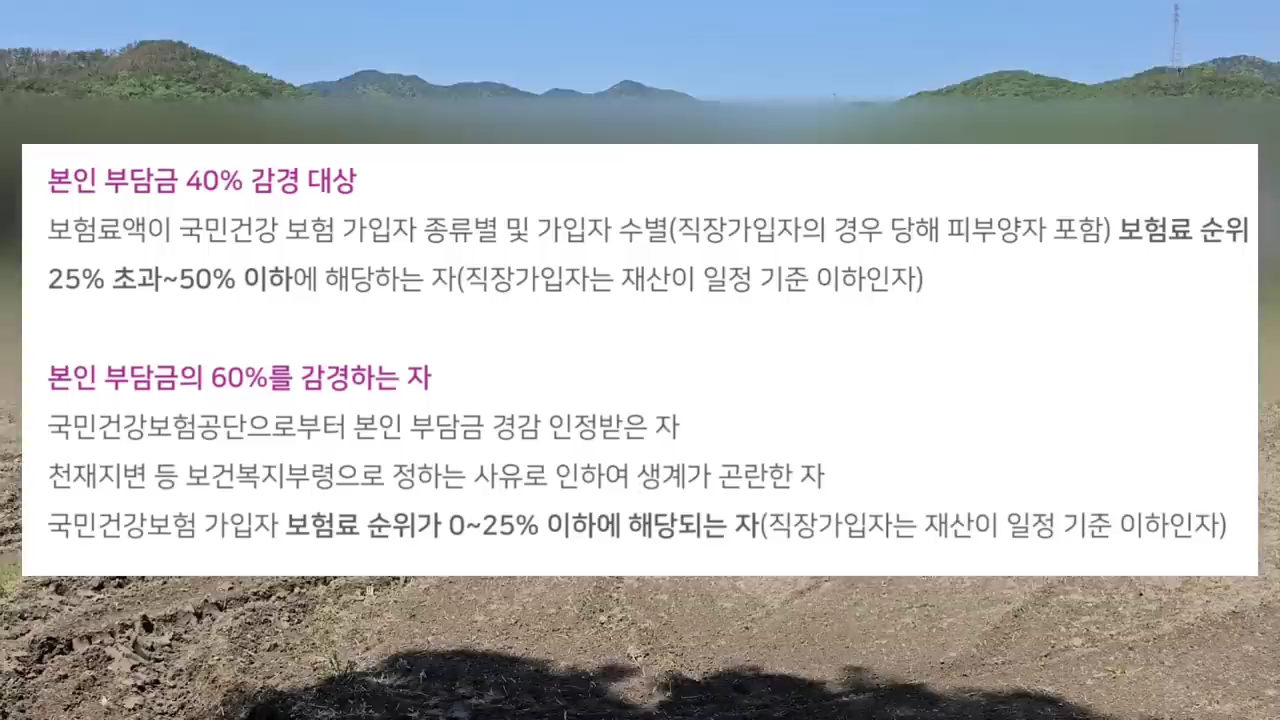 본인 부담금 40% 감경 대상
보험료액이 국민건강 보험 가입자 종류별 및 가입자 수별(직장가입자의 경우 당해 피부양자 포함) 보험료 순위
25% 초과~50% 이하에 해당하는 자(직장가입자는 재산이 일정 기준 이하인자)
본인 부담금의 60%를 감경하는 자
국민건강보험공단으로부터 본인 부담금 경감 인정받은 자
천재지변 등 보건복지부령으로 정하는 사유로 인하여 생계가 곤란한 자
국민건강보험 가입자 보험료 순위가 0~25% 이하에 해당되는 자(직장가입자는 재산이 일정 기준 이하인자)